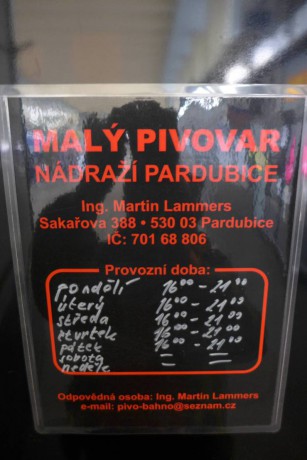 MALÝ PIVOVAR
NÁDRAŽÍ PARDUBICE
Ing. Martin Lammers
Sakařova 388 • 530 03 Pardubice
IČ: 701 68 806
Provozní doba:
pondělí 16⁰⁰ – 21⁰⁰
úterý 16⁰⁰ – 21⁰⁰
středa 16⁰⁰ – 21⁰⁰
čtvrtek 16⁰⁰ – 21⁰⁰
pátek 16⁰⁰ – 21⁰⁰
sobota – –
neděle – –
Odpovědná osoba: Ing. Martin Lammers
e-mail: pivo-bahno@seznam.cz